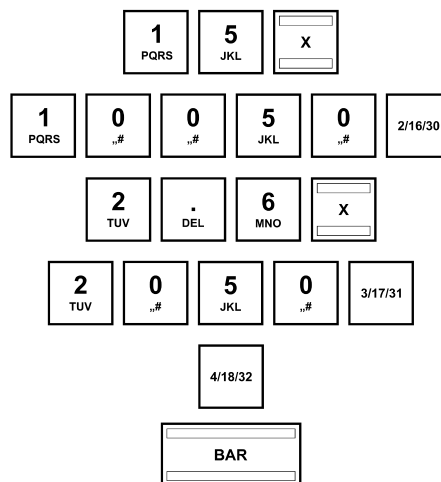 1 5 X
PQRS JKL
1 0 0 5 0 2/16/30
PQRS „# „# JKL „#
2 . 6 X
TUV DEL MNO
2 0 5 0 3/17/31
TUV „# JKL „#
4/18/32
BAR